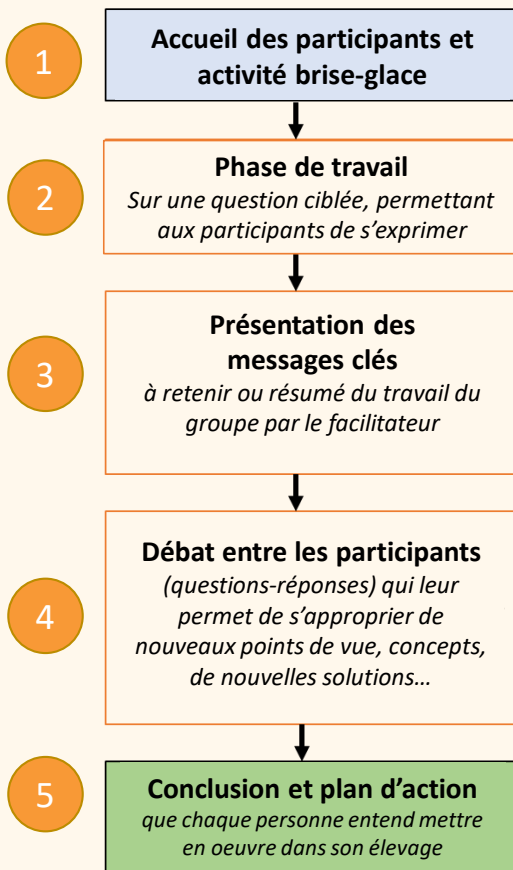 1
Accueil des participants et
activité brise-glace
2
Phase de travail
Sur une question ciblée, permettant
aux participants de s’exprimer
3
Présentation des
messages clés
à retenir ou résumé du travail du
groupe par le facilitateur
4
Débat entre les participants
(questions-réponses) qui leur
permet de s’approprier de
nouveaux points de vue, concepts,
de nouvelles solutions…
5
Conclusion et plan d’action
que chaque personne entend mettre
en oeuvre dans son élevage